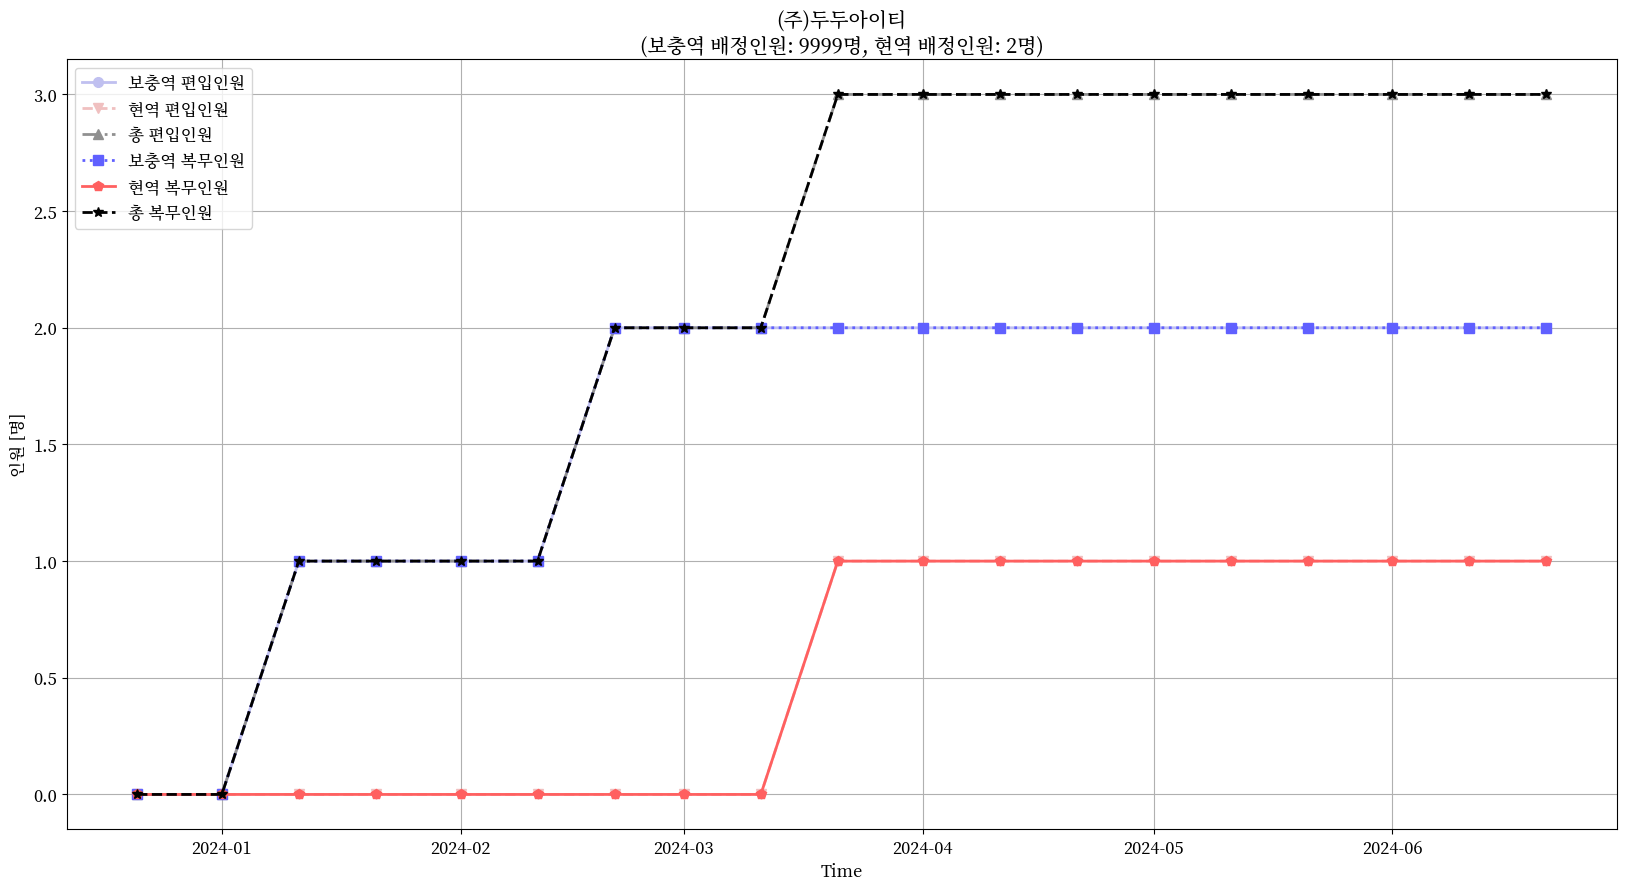 (주)두두아이티
(보충역 배정인원: 9999명, 현역 배정인원: 2명)
보충역 편입인원
현역 편입인원
총 편입인원
보충역 복무인원
현역 복무인원
총 복무인원
3.0
2.5
2.0
1.5
1.0
0.5
0.0
인원 [명]
2024-01 2024-02 2024-03 2024-04 2024-05 2024-06
Time